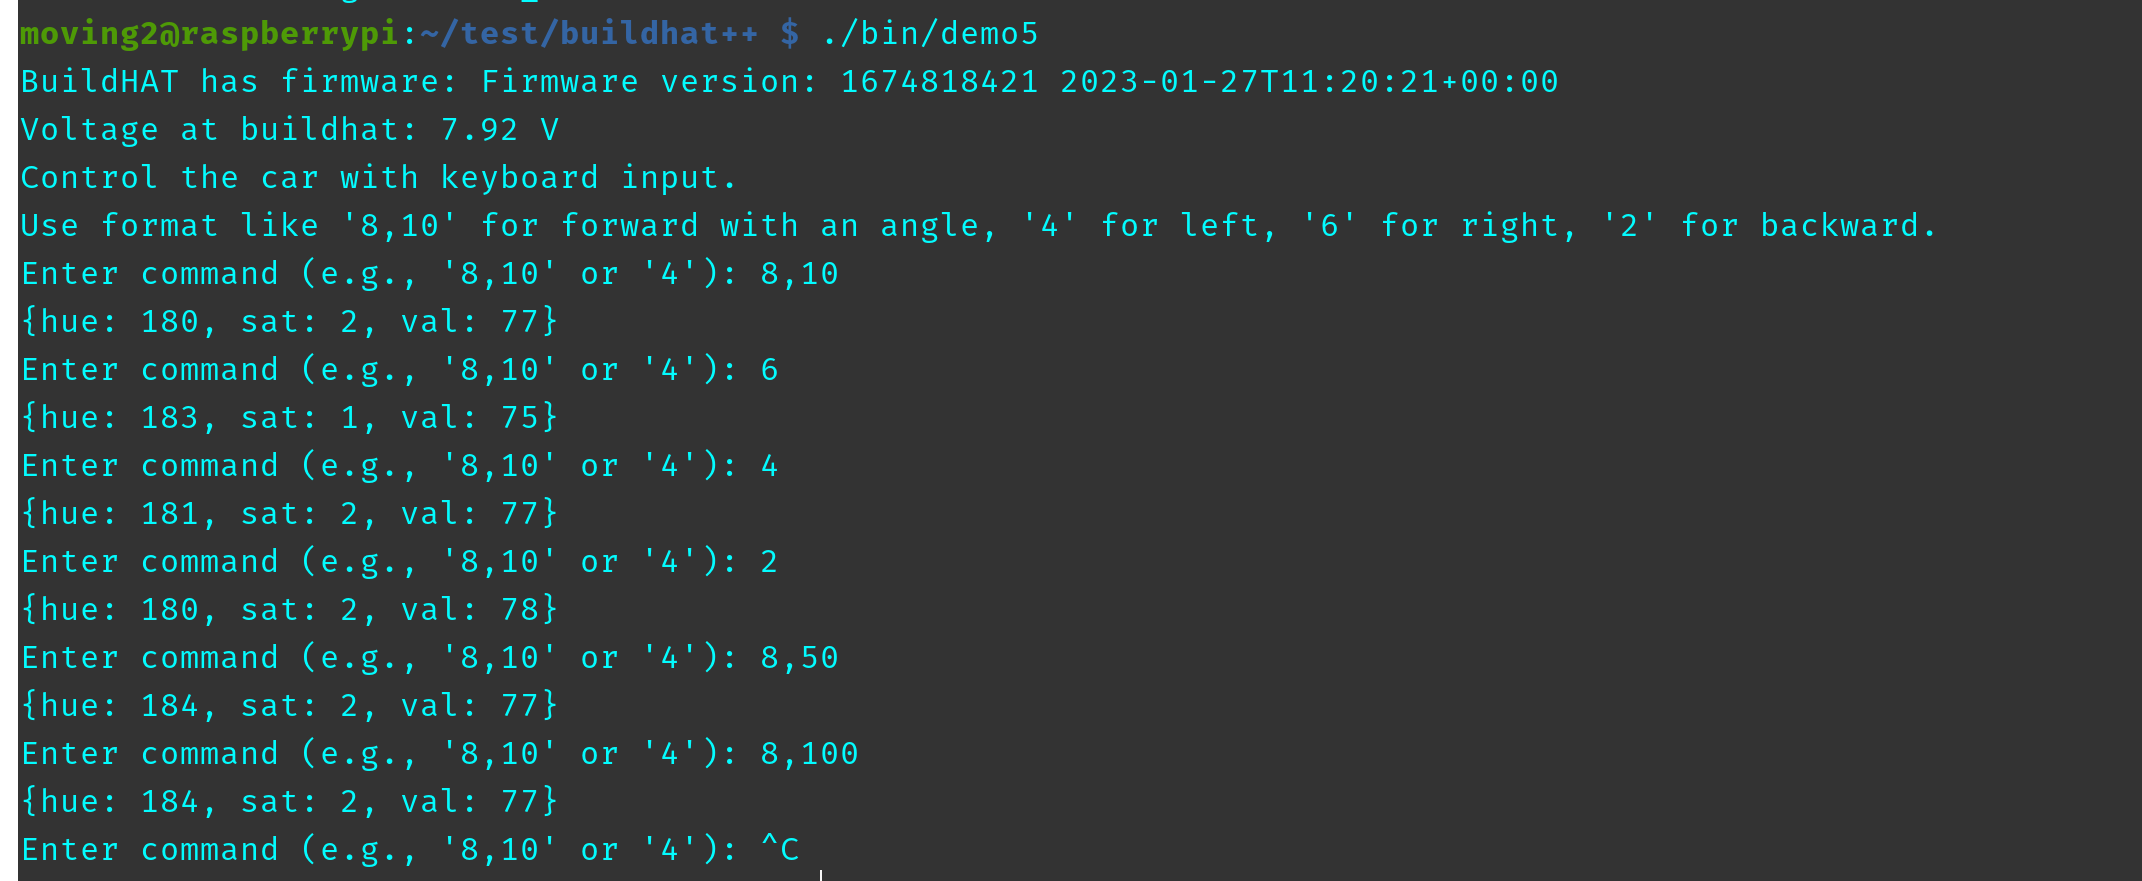 moving2@raspberrypi:~/test/buildhat++ $ ./bin/demo5
BuildHAT has firmware: Firmware version: 1674818421 2023-01-27T11:20:21+00:00
Voltage at buildhat: 7.92 V
Control the car with keyboard input.
Use format like '8,10' for forward with an angle, '4' for left, '6' for right, '2' for backward.
Enter command (e.g., '8,10' or '4'): 8,10
{hue: 180, sat: 2, val: 77}
Enter command (e.g., '8,10' or '4'): 6
{hue: 183, sat: 1, val: 75}
Enter command (e.g., '8,10' or '4'): 4
{hue: 181, sat: 2, val: 77}
Enter command (e.g., '8,10' or '4'): 2
{hue: 180, sat: 2, val: 78}
Enter command (e.g., '8,10' or '4'): 8,50
{hue: 184, sat: 2, val: 77}
Enter command (e.g., '8,10' or '4'): 8,100
{hue: 184, sat: 2, val: 77}
Enter command (e.g., '8,10' or '4'): ^C